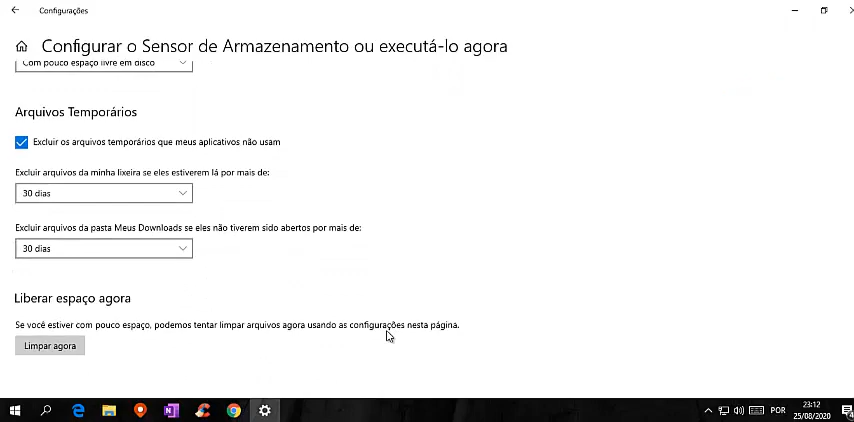 Configurações
Configurar o Sensor de Armazenamento ou executá-lo agora
Com pouco espaço livre em disco
Arquivos Temporários
Excluir os arquivos temporários que meus aplicativos não usam
Excluir arquivos da minha lixeira se eles estiverem lá por mais de:
30 dias
Excluir arquivos da pasta Meus Downloads se eles não tiverem sido abertos por mais de:
30 dias
Liberar espaço agora
Se você estiver com pouco espaço, podemos tentar limpar arquivos agora usando as configurações nesta página.
Limpar agora
POR
23:12
25/08/2020
4